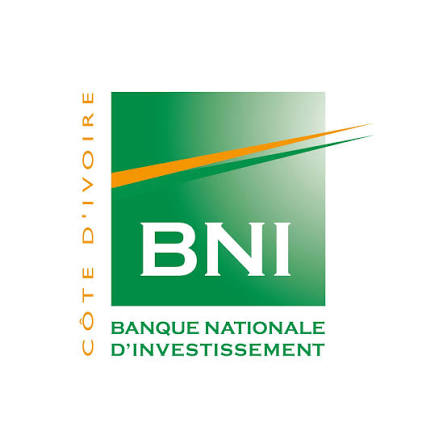 CÔTE D'IVOIRE
BNI
BANQUE NATIONALE
D'INVESTISSEMENT